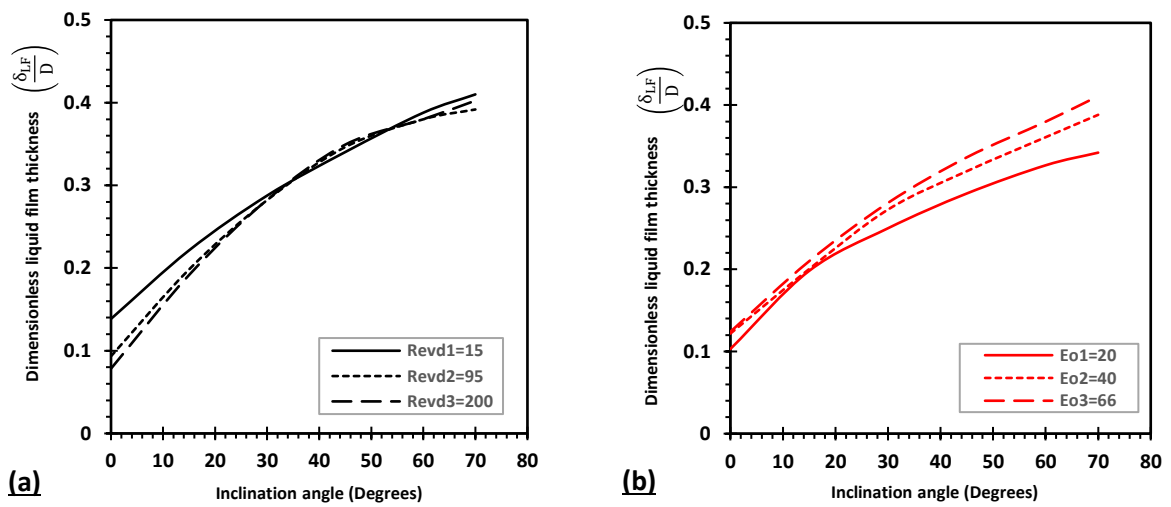 0.5
0.4
0.3
0.2
0.1
0
Dimensionless liquid film thickness (δLF/D)
Revd1=15
Revd2=95
Revd3=200
0 10 20 30 40 50 60 70 80
Inclination angle (Degrees)
(a)
0.5
0.4
0.3
0.2
0.1
0
Dimensionless liquid film thickness (δLF/D)
Eo1=20
Eo2=40
Eo3=66
0 10 20 30 40 50 60 70 80
Inclination angle (Degrees)
(b)